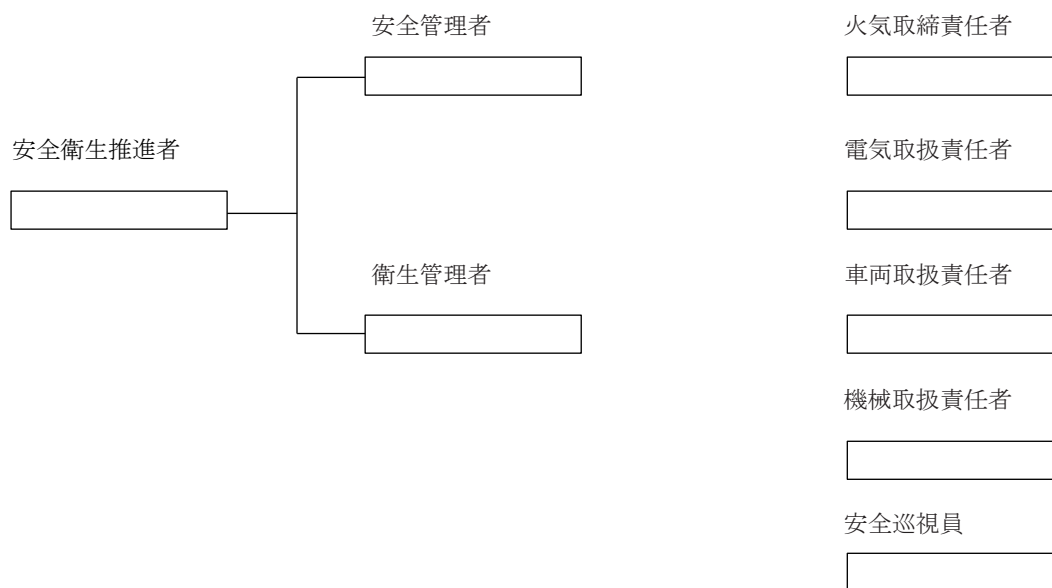 安全管理者
火気取締責任者
安全衛生推進者
電気取扱責任者
衛生管理者
車両取扱責任者
機械取扱責任者
安全巡視員